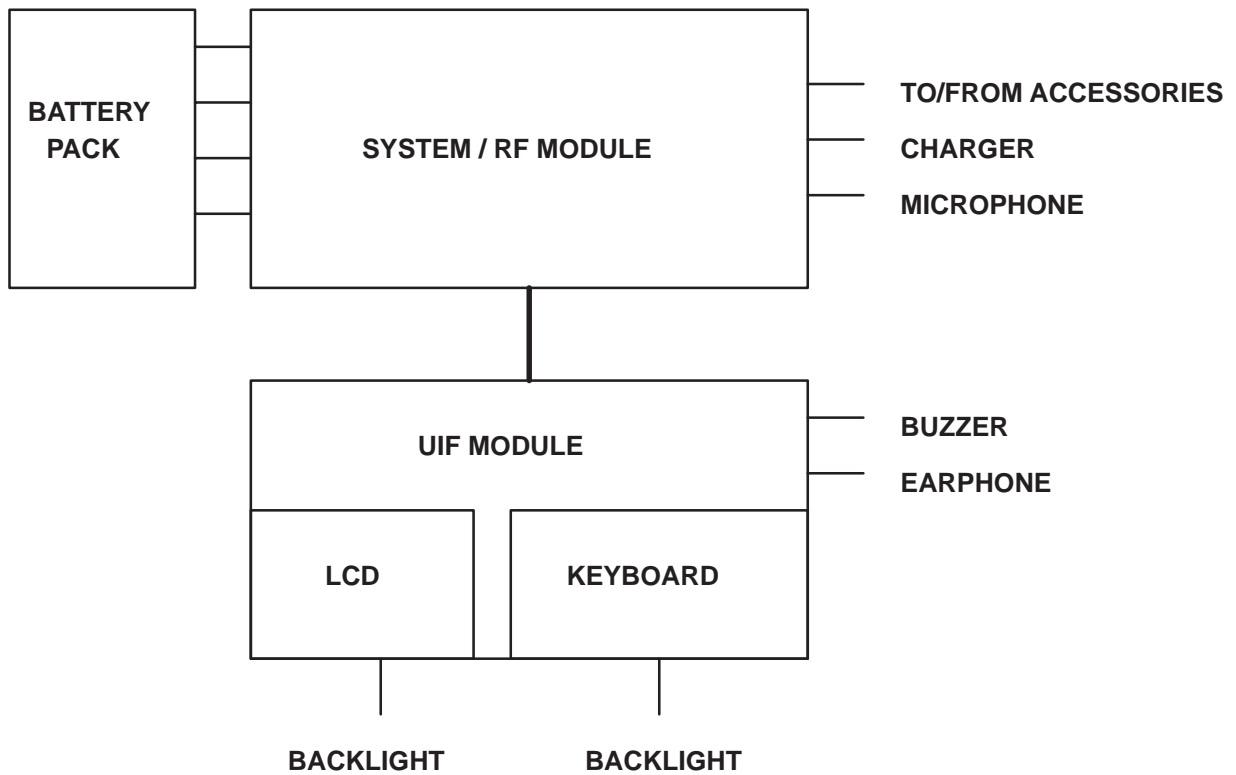 BATTERY
PACK
SYSTEM / RF MODULE
TO/FROM ACCESSORIES
CHARGER
MICROPHONE
UIF MODULE
BUZZER
EARPHONE
LCD
KEYBOARD
BACKLIGHT
BACKLIGHT